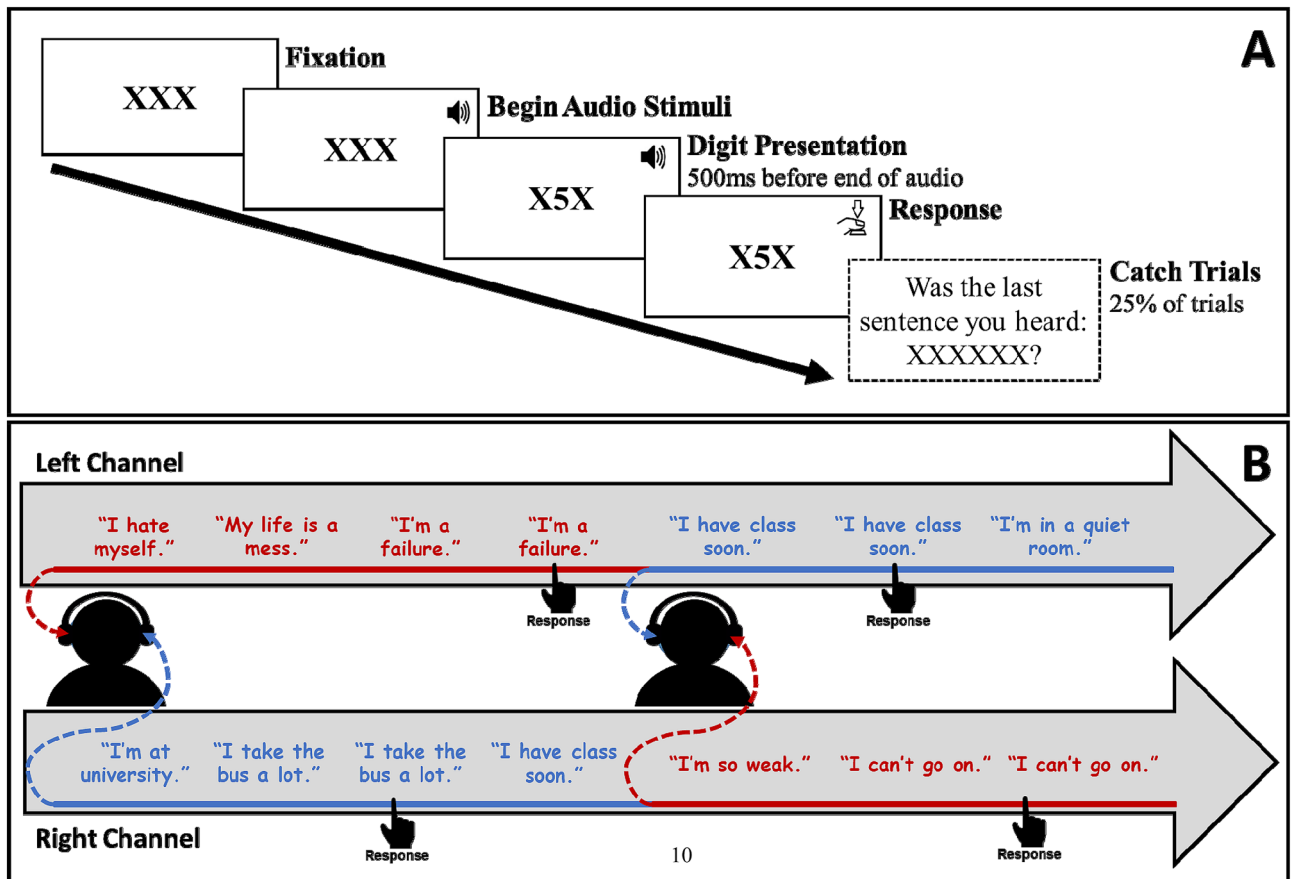 A
XXX
Fixation
XXX
Begin Audio Stimuli
X5X
Digit Presentation
500ms before end of audio
X5X
Response
Was the last
sentence you heard:
XXXXXX?
Catch Trials
25% of trials
B
Left Channel
“I hate
myself.”
“My life is a
mess.”
“I’m a
failure.”
“I’m a
failure.”
“I have class
soon.”
“I have class
soon.”
“I’m in a quiet
room.”
Response
Response
“I’m at
university.”
“I take the
bus a lot.”
“I take the
bus a lot.”
“I have class
soon.”
“I’m so weak.”
“I can’t go on.”
“I can’t go on.”
Right Channel
Response
Response
10